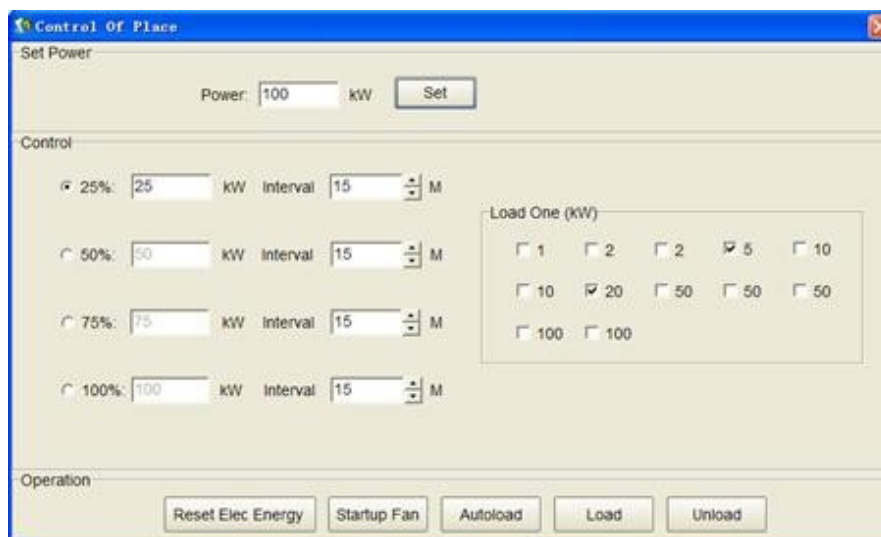 Control Of Place
Set Power
Power: 100 kW Set
Control
25%: 25 kW Interval 15 M
50%: 50 kW Interval 15 M
75%: 75 kW Interval 15 M
100%: 100 kW Interval 15 M
Load One (kW)
1 2 2 5 10
10 20 50 50 50
100 100
Operation
Reset Elec Energy Startup Fan Autoload Load Unload